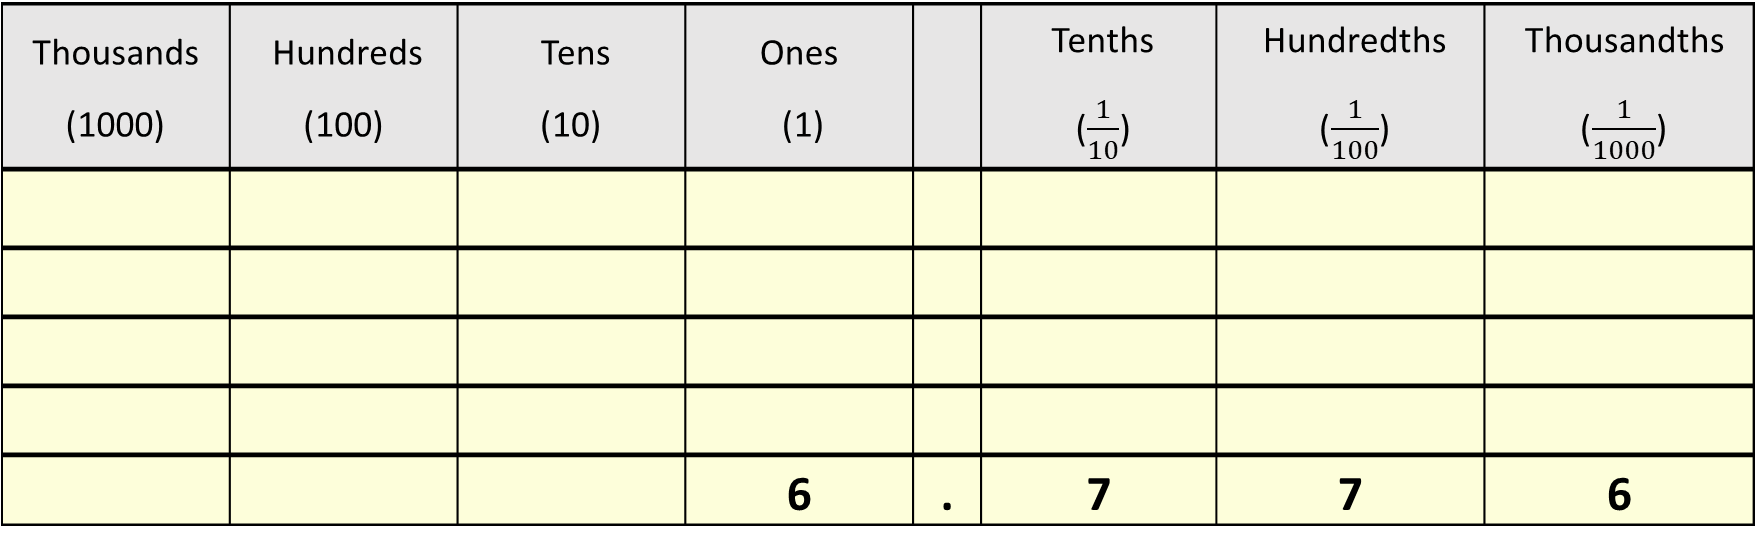 Thousands Hundreds Tens Ones Tenths Hundredths Thousandths
(1000) (100) (10) (1) (1/10) (1/100) (1/1000)
6 . 7 7 6